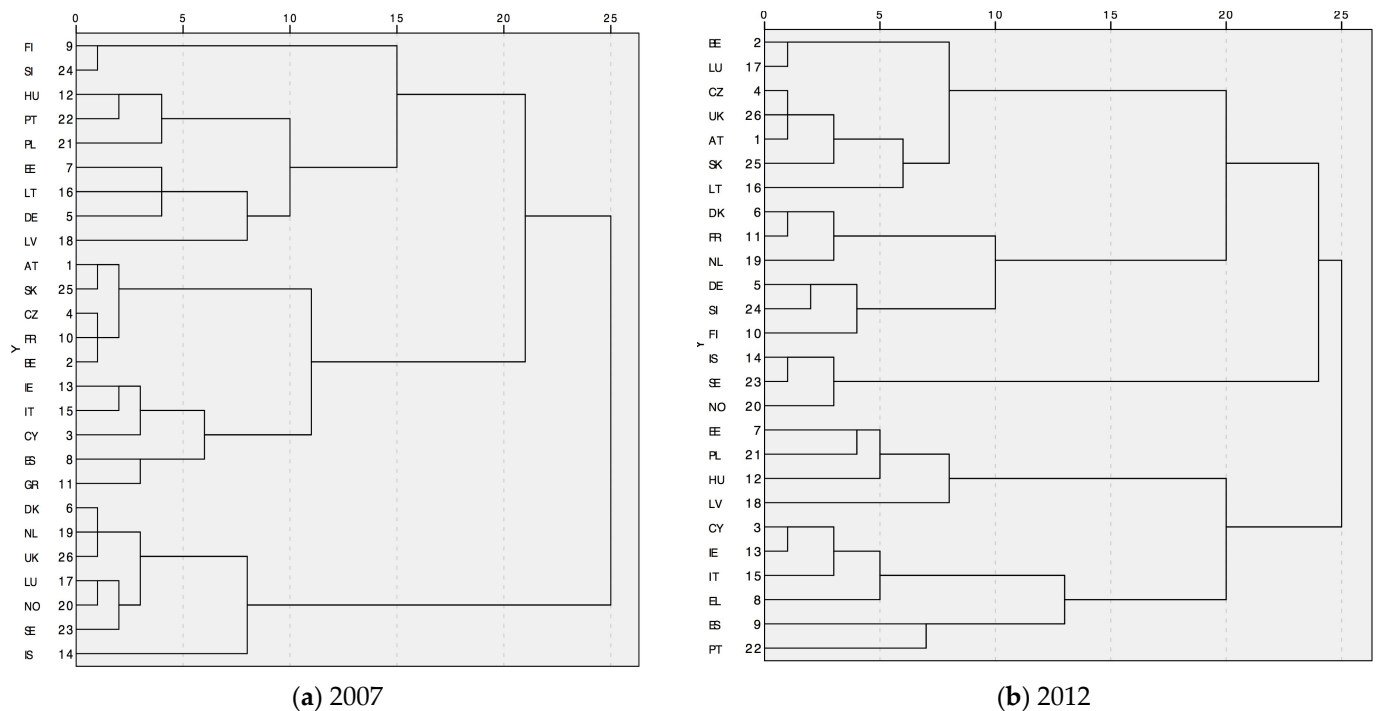 0 5 10 15 20 25
FI 9
SI 24
HU 12
PT 22
PL 21
EE 7
LT 16
DE 5
LV 18
AT 1
SK 25
CZ 4
FR 10
BE 2
IE 13
IT 15
CY 3
ES 8
GR 11
DK 6
NL 19
UK 26
LU 17
NO 20
SE 23
IS 14
Y
(a) 2007
0 5 10 15 20 25
BE 2
LU 17
CZ 4
UK 26
AT 1
SK 25
LT 16
DK 6
FR 11
NL 19
DE 5
SI 24
FI 10
IS 14
SE 23
NO 20
EE 7
PL 21
HU 12
LV 18
CY 3
IE 13
IT 15
EL 8
ES 9
PT 22
Y
(b) 2012